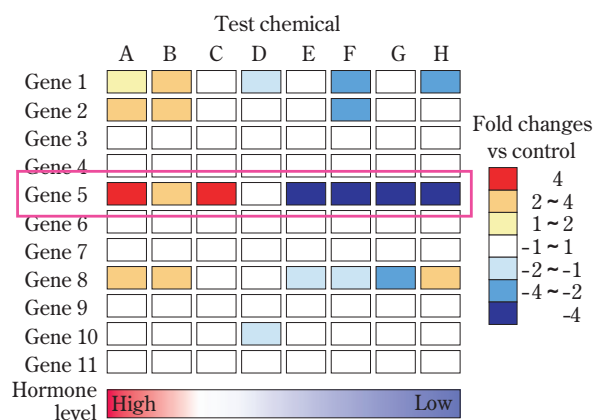 Test chemical
A B C D E F G H
Gene 1
Gene 2
Gene 3
Gene 4
Gene 5
Gene 6
Gene 7
Gene 8
Gene 9
Gene 10
Gene 11
Hormone
level
High Low
Fold changes
vs control
4
2 ~ 4
1 ~ 2
-1 ~ 1
-2 ~ -1
-4 ~ -2
-4